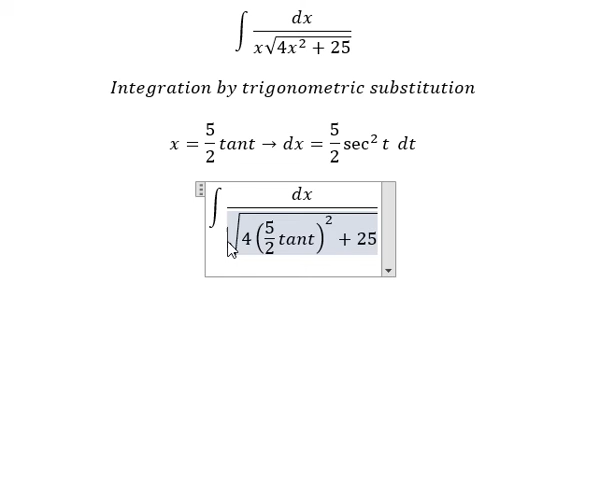 ∫ dx / x√4x² + 25
Integration by trigonometric substitution
x = 5/2 tant → dx = 5/2 sec² t dt
∫ dx / √4(5/2 tant)² + 25